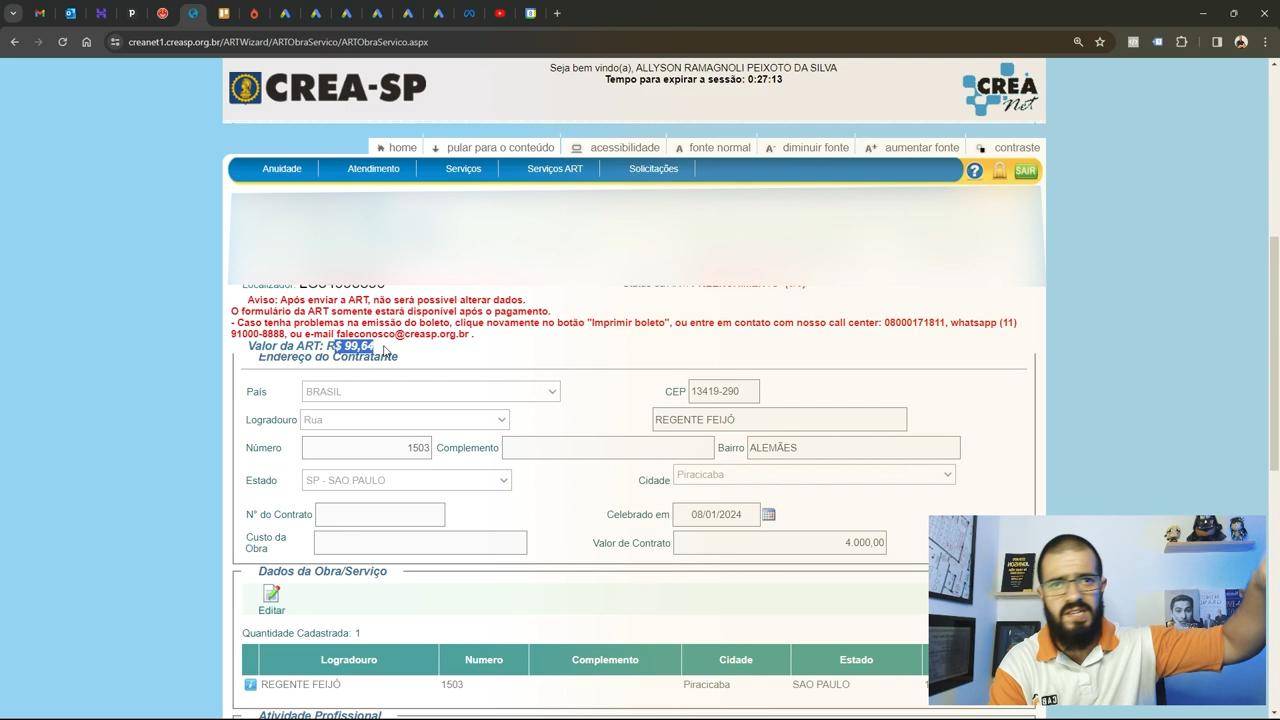 creanet1.creasp.org.br/ARTWizard/ARTObraServico/ARTObraServico.aspx
CREA-SP
Seja bem vindo(a), ALLYSON RAMAGNOLI PEIXOTO DA SILVA
Tempo para expirar a sessão: 0:27:13
CREA
Net
home pular para o conteúdo acessibilidade A fonte normal A- diminuir fonte A+ aumentar fonte contraste
Anuidade Atendimento Serviços Serviços ART Solicitações ? SAIR
Localizador:
Aviso: Após enviar a ART, não será possivel alterar dados.
O formulário da ART somente estará disponível após o pagamento.
- Caso tenha problemas na emissão do boleto, clique novamente no botão "Imprimir boleto", ou entre em contato com nosso call center: 08000171811, whatsapp (11)
91000-8888, ou e-mail faleconosco@creasp.org.br .
Valor da ART: R$ 99,64
Endereço do Contratante
País BRASIL CEP 13419-290
Logradouro Rua REGENTE FEIJÓ
Número 1503 Complemento Bairro ALEMÃES
Estado SP - SAO PAULO Cidade Piracicaba
N° do Contrato Celebrado em 08/01/2024
Custo da
Obra Valor de Contrato 4.000,00
Dados da Obra/Serviço
Editar
Quantidade Cadastrada: 1
Logradouro Numero Complemento Cidade Estado
REGENTE FEIJÓ 1503 Piracicaba SAO PAULO
Atividade Profissional